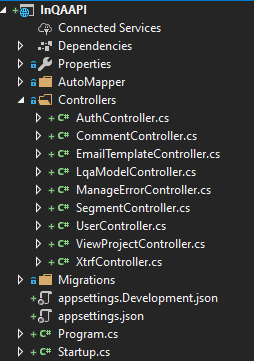 InQAAPI
Connected Services
Dependencies
Properties
AutoMapper
Controllers
C# AuthController.cs
C# CommentController.cs
C# EmailTemplateController.cs
C# LqaModelController.cs
C# ManageErrorController.cs
C# SegmentController.cs
C# UserController.cs
C# ViewProjectController.cs
C# XtrfController.cs
Migrations
appsettings.Development.json
appsettings.json
C# Program.cs
C# Startup.cs